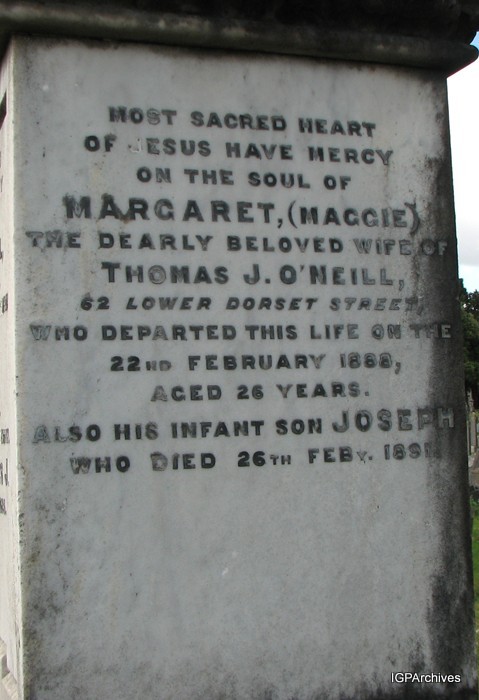 MOST SACRED HEART
OF JESUS HAVE MERCY
ON THE SOUL OF
MARGARET, (MAGGIE)
THE DEARLY BELOVED WIFE OF
THOMAS J. O'NEILL,
62 LOWER DORSET STREET,
WHO DEPARTED THIS LIFE ON THE
22ND FEBRUARY 1888,
AGED 26 YEARS.
ALSO HIS INFANT SON JOSEPH
WHO DIED 26TH FEBY.
IGPArchives